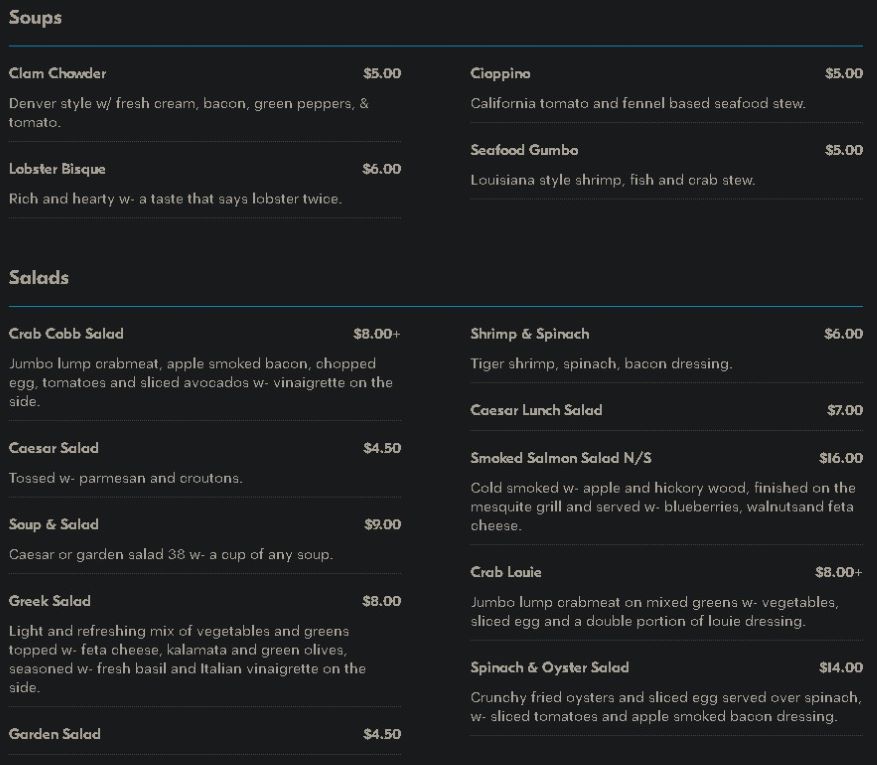 Soups
Clam Chowder $5.00
Denver style w/ fresh cream, bacon, green peppers, &
tomato.
Lobster Bisque $6.00
Rich and hearty w- a taste that says lobster twice.
Cioppino $5.00
California tomato and fennel based seafood stew.
Seafood Gumbo $5.00
Louisiana style shrimp, fish and crab stew.
Salads
Crab Cobb Salad $8.00+
Jumbo lump crabmeat, apple smoked bacon, chopped
egg, tomatoes and sliced avocados w- vinaigrette on the
side.
Caesar Salad $4.50
Tossed w- parmesan and croutons.
Soup & Salad $9.00
Caesar or garden salad 38 w- a cup of any soup.
Greek Salad $8.00
Light and refreshing mix of vegetables and greens
topped w- feta cheese, kalamata and green olives,
seasoned w- fresh basil and Italian vinaigrette on the
side.
Garden Salad $4.50
Shrimp & Spinach $6.00
Tiger shrimp, spinach, bacon dressing.
Caesar Lunch Salad $7.00
Smoked Salmon Salad N/S $16.00
Cold smoked w- apple and hickory wood, finished on the
mesquite grill and served w- blueberries, walnutsand feta
cheese.
Crab Louie $8.00+
Jumbo lump crabmeat on mixed greens w- vegetables,
sliced egg and a double portion of louie dressing.
Spinach & Oyster Salad $14.00
Crunchy fried oysters and sliced egg served over spinach,
w- sliced tomatoes and apple smoked bacon dressing.